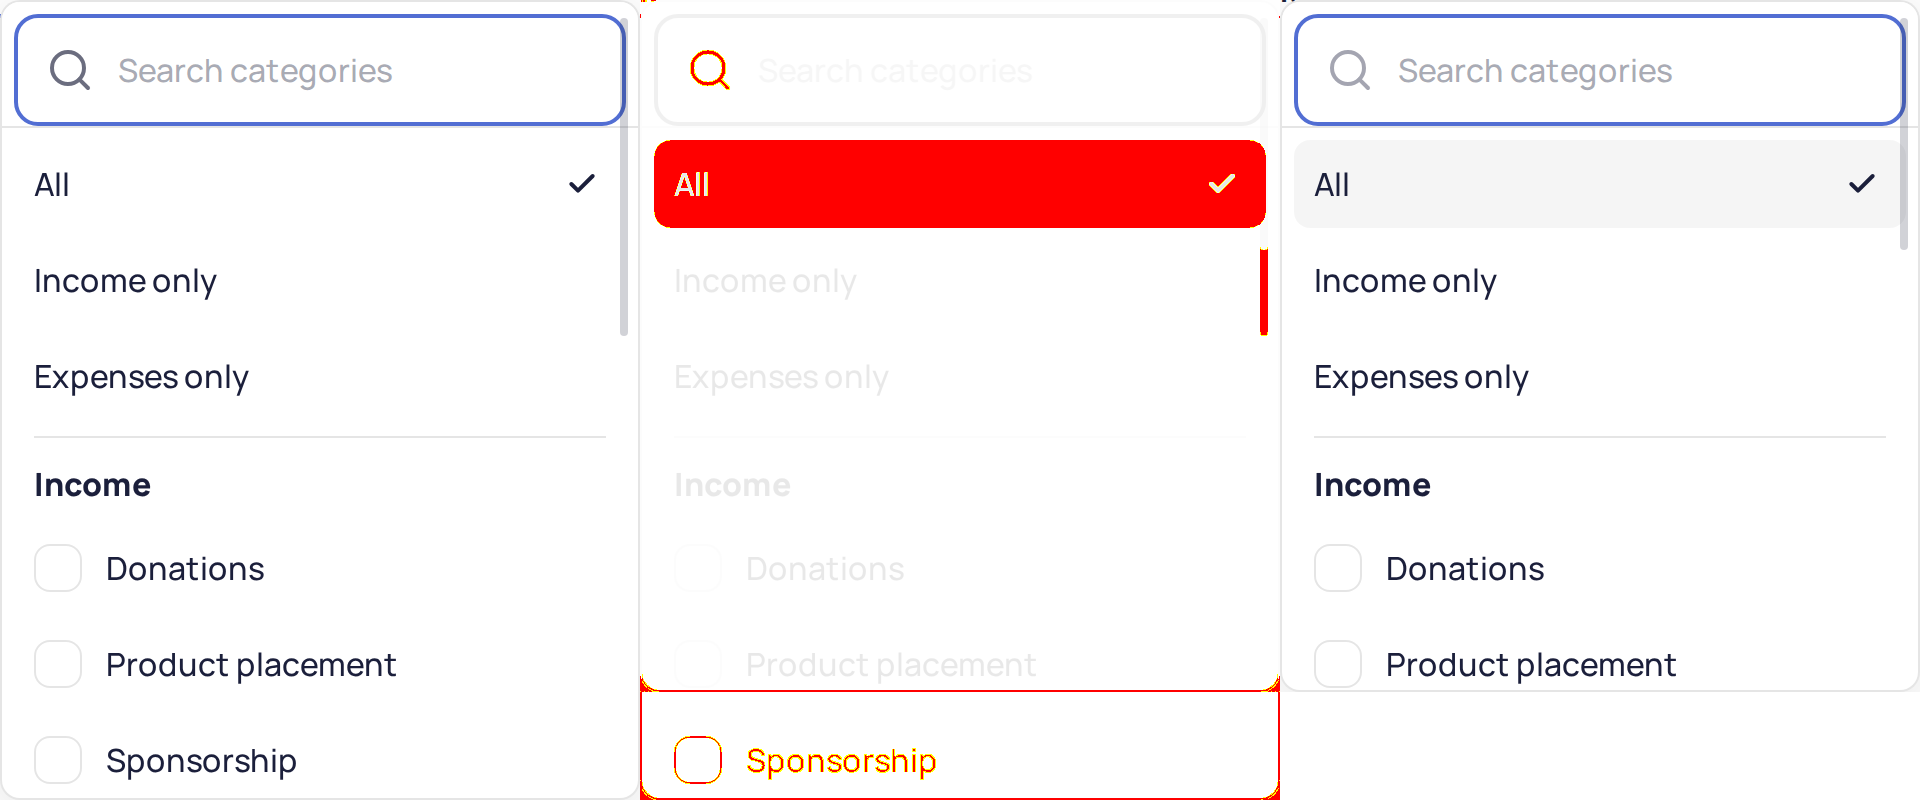 Search categories
All
Income only
Expenses only
Income
Donations
Product placement
Sponsorship
Search categories
All
Income only
Expenses only
Income
Donations
Product placement
Sponsorship
Search categories
All
Income only
Expenses only
Income
Donations
Product placement